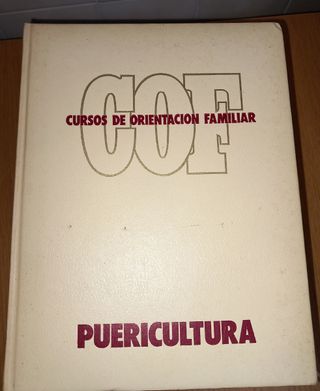 COF
CURSOS DE ORIENTACION FAMILIAR
PUERICULTURA